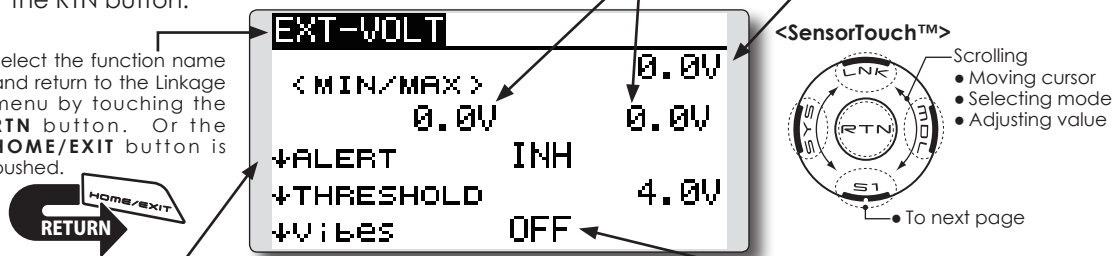 the RTN button.
elect the function name
and return to the Linkage
menu by touching the
RTN button. Or the
HOME/EXIT button is
pushed.
HOME/EXIT
RETURN
EXT-VOLT
0.0V
<MIN/MAX>
0.0V 0.0V
↓ALERT INH
↓THRESHOLD 4.0V
↓Vibes OFF
<SensorTouch™>
LNK
SYS
RTN
MDL
S1
Scrolling
● Moving cursor
● Selecting mode
● Adjusting value
● To next page